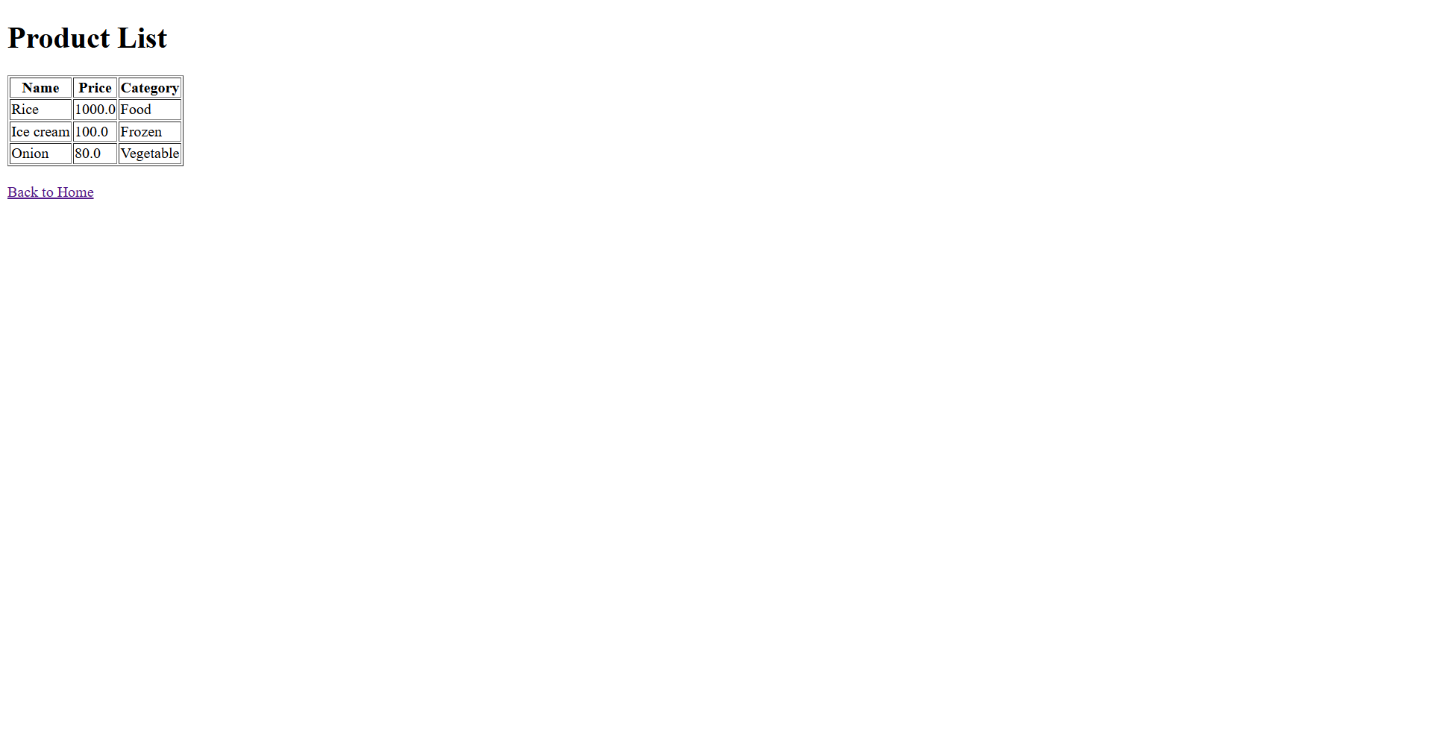 Product List
Name Price Category
Rice 1000.0 Food
Ice cream 100.0 Frozen
Onion 80.0 Vegetable
Back to Home